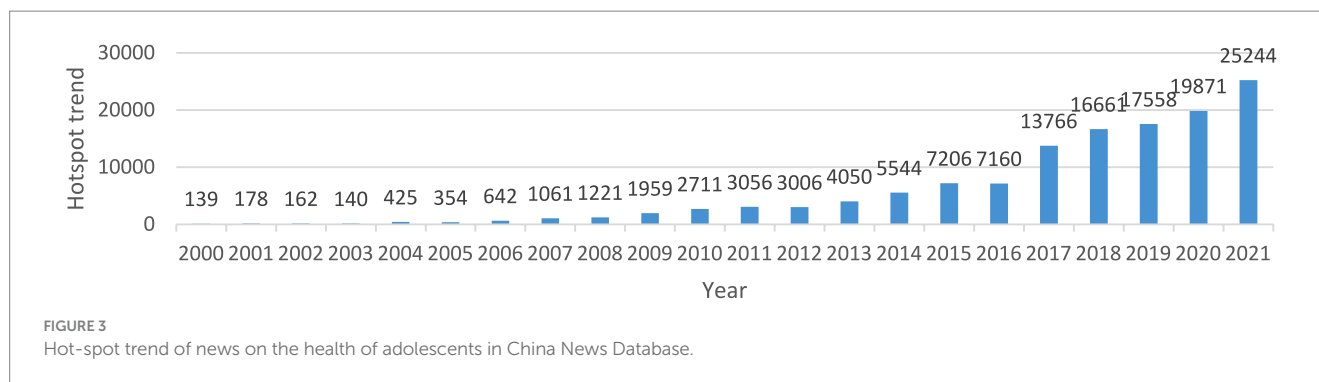 30000
20000
10000
0
Hotspot trend
139 178 162 140 425 354 642 1061 1221 1959 2711 3056 3006 4050 5544 7206 7160 13766 16661 17558 19871 25244
2000 2001 2002 2003 2004 2005 2006 2007 2008 2009 2010 2011 2012 2013 2014 2015 2016 2017 2018 2019 2020 2021
Year
FIGURE 3
Hot-spot trend of news on the health of adolescents in China News Database.